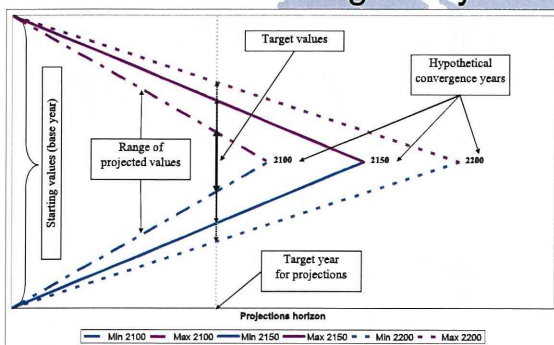 Target values
Hypothetical
convergence years
Starting values (base year)
Range of
projected values
2100
2150
2200
Target year
for projections
Projections horizon
Min 2100
Max 2100
Min 2150
Max 2150
Min 2200
Max 2200